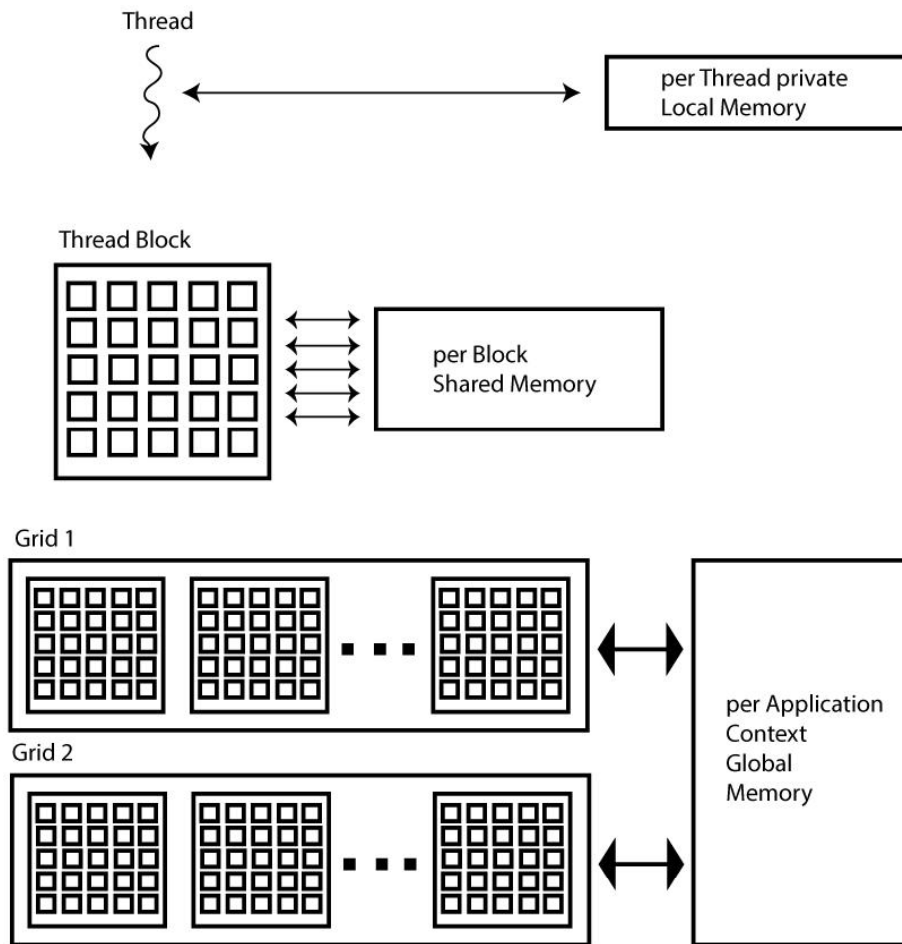 Thread
per Thread private
Local Memory
Thread Block
per Block
Shared Memory
Grid 1
per Application
Context
Global
Memory
Grid 2